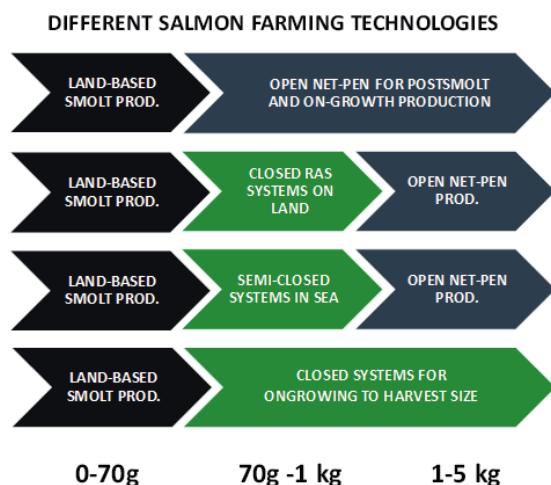 DIFFERENT SALMON FARMING TECHNOLOGIES
LAND-BASED
SMOLT PROD.
OPEN NET-PEN FOR POSTSMOLT
AND ON-GROWTH PRODUCTION
LAND-BASED
SMOLT PROD.
CLOSED RAS
SYSTEMS ON
LAND
OPEN NET-PEN
PROD.
LAND-BASED
SMOLT PROD.
SEMI-CLOSED
SYSTEMS IN SEA
OPEN NET-PEN
PROD.
LAND-BASED
SMOLT PROD.
CLOSED SYSTEMS FOR
ONGROWING TO HARVEST SIZE
0-70g
70g -1 kg
1-5 kg